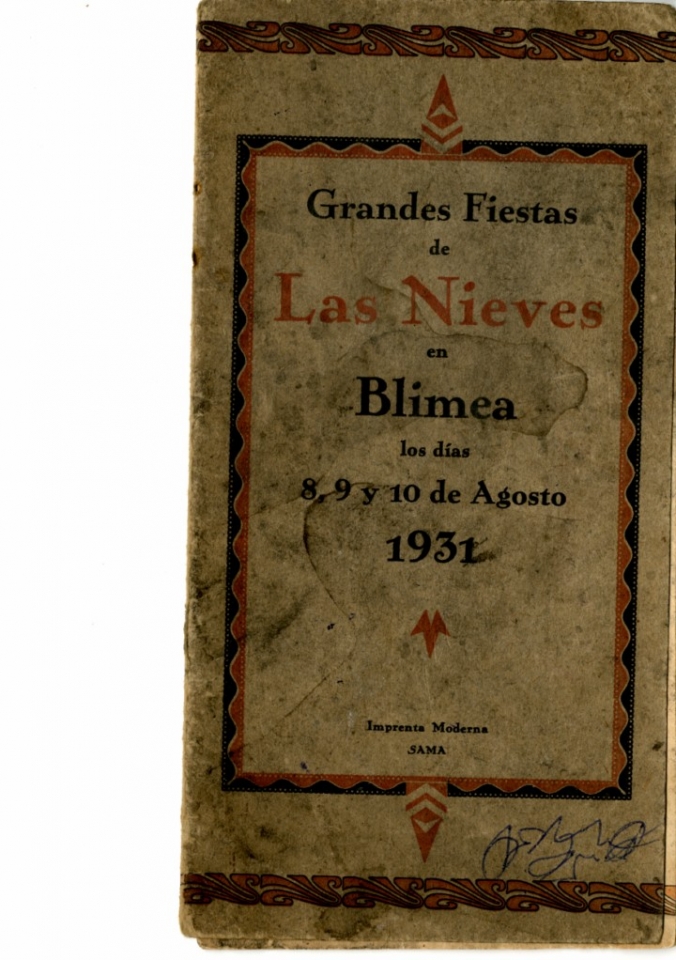 Grandes Fiestas
de
Las Nieves
en
Blimea
los días
8, 9 y 10 de Agosto
1931
Imprenta Moderna
SAMA